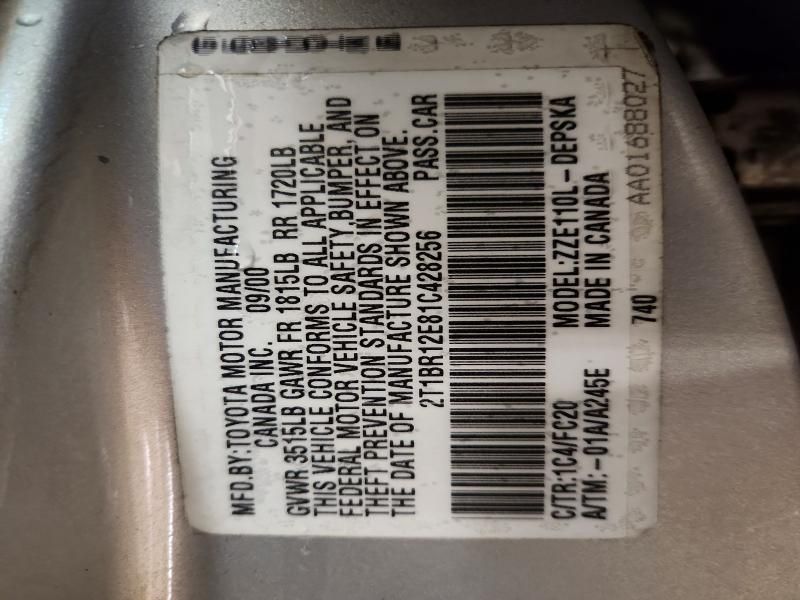 MFD.BY:TOYOTA MOTOR MANUFACTURING
CANADA INC. 09/00
GVWR 3515LB GAWR FR 1815LB RR 1720LB
THIS VEHICLE CONFORMS TO ALL APPLICABLE
FEDERAL MOTOR VEHICLE SAFETY, BUMPER, AND
THEFT PREVENTION STANDARDS IN EFFECT ON
THE DATE OF MANUFACTURE SHOWN ABOVE.
2T1BR12E81C428256 PASS.CAR
C/TR:1C4/FC20 MODEL:ZZE110L-DEPSKA
A/TM:-01A/A245E MADE IN CANADA
740 AA01688027